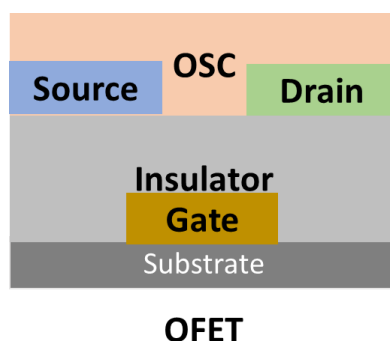 OSC
Source
Drain
Insulator
Gate
Substrate
OFET